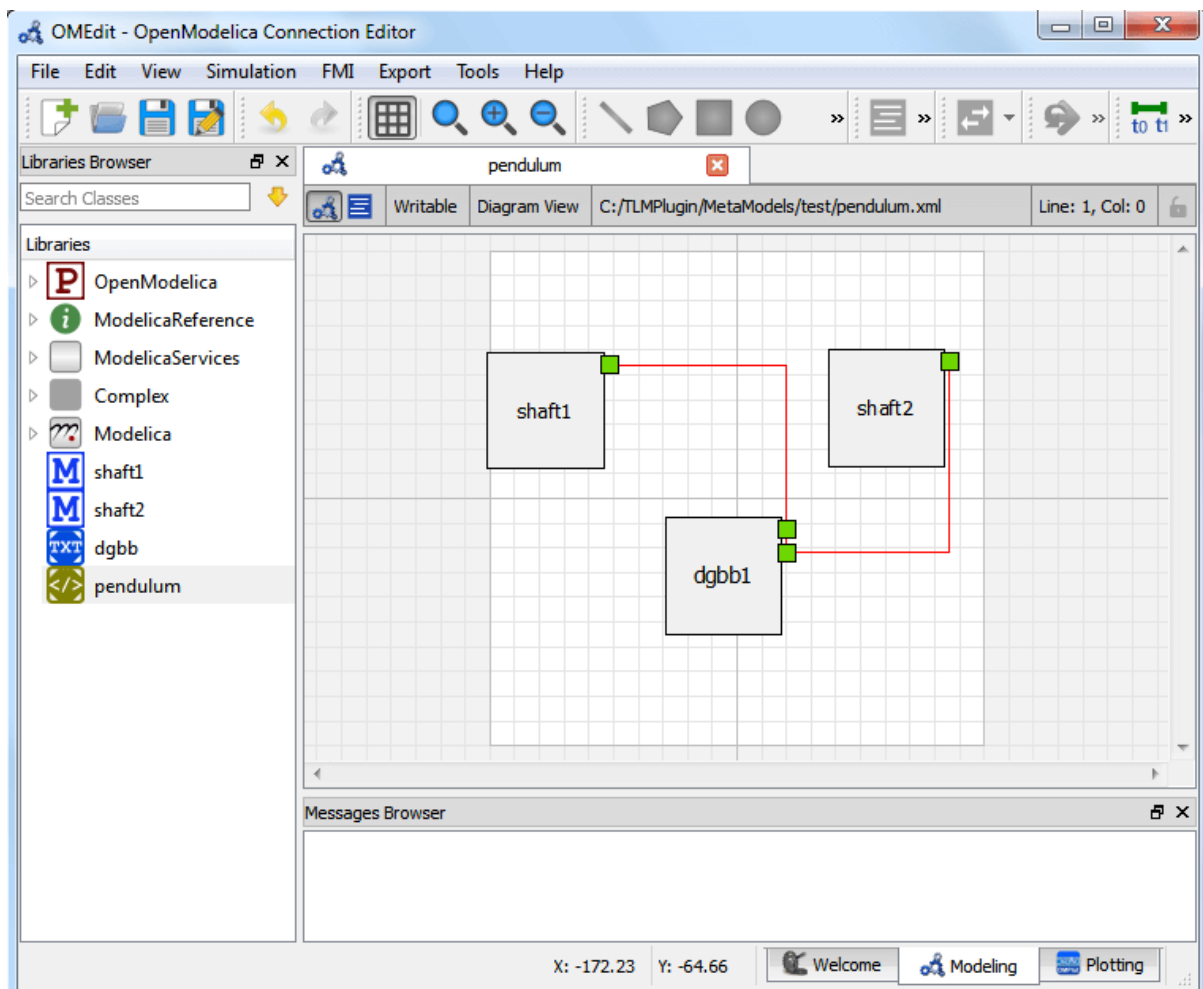 OMEdit - OpenModelica Connection Editor
File Edit View Simulation FMI Export Tools Help
» » » t0 t1 »
Libraries Browser
pendulum
Search Classes
Writable Diagram View C:/TLMPlugin/MetaModels/test/pendulum.xml Line: 1, Col: 0
Libraries
P OpenModelica
i ModelicaReference
ModelicaServices
Complex
Modelica
M shaft1
M shaft2
TXT dgbb
</> pendulum
shaft1
shaft2
dgbb1
Messages Browser
X: -172.23 Y: -64.66 Welcome Modeling Plotting